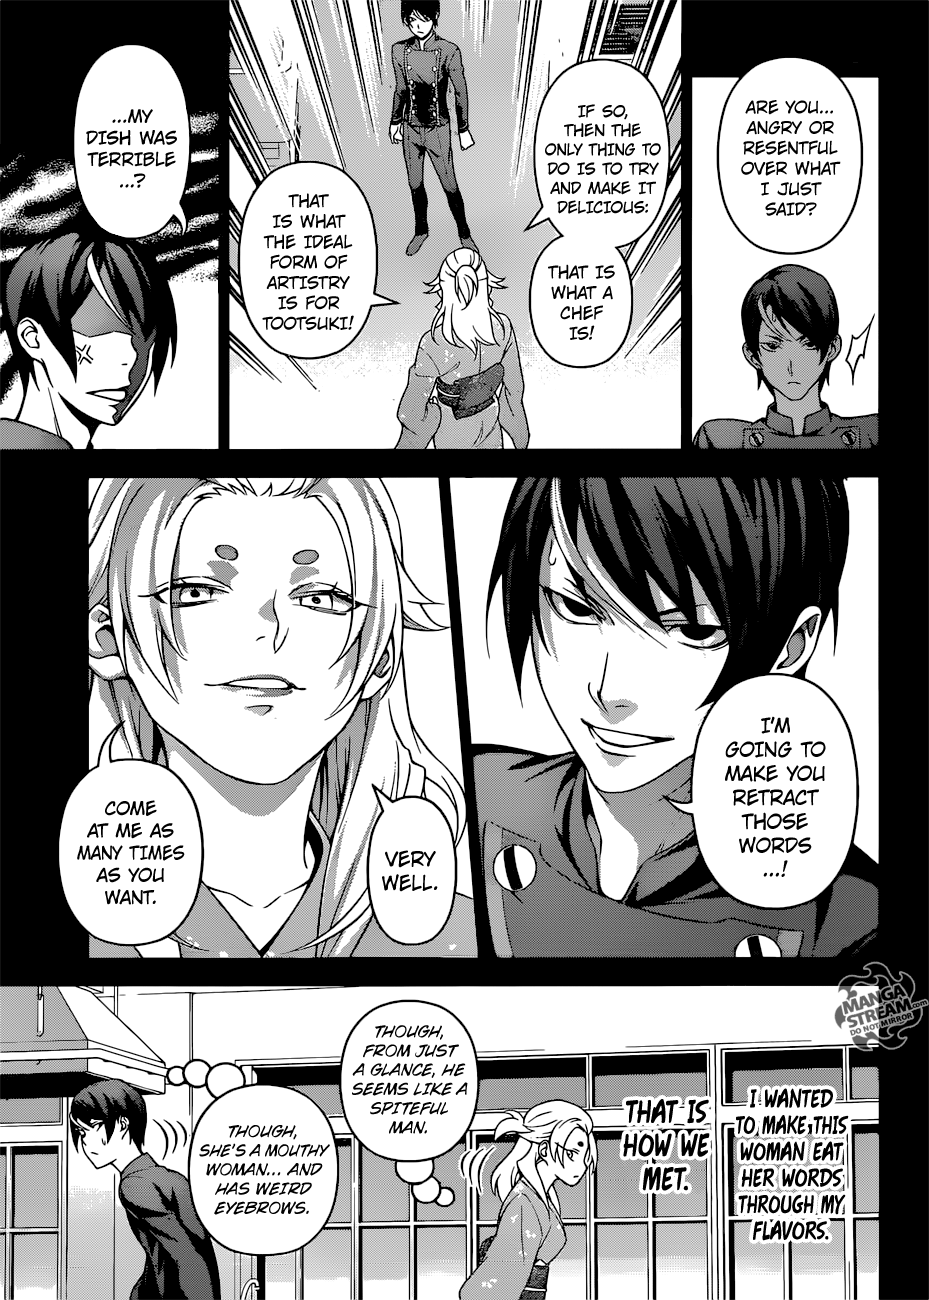 ARE YOU...
ANGRY OR
RESENTFUL
OVER WHAT
I JUST
SAID?
IF SO,
THEN THE
ONLY THING TO
DO IS TO TRY
AND MAKE IT
DELICIOUS:
THAT IS
WHAT A
CHEF
IS!
THAT
IS WHAT
THE IDEAL
FORM OF
ARTISTRY
IS FOR
TOOTSUKI!
...MY
DISH WAS
TERRIBLE
...?
I'M
GOING TO
MAKE YOU
RETRACT
THOSE
WORDS
...!
VERY
WELL.
COME
AT ME AS
MANY TIMES
AS YOU
WANT.
I WANTED
TO MAKE THIS
WOMAN EAT
HER WORDS
THROUGH MY
FLAVORS.
THAT IS
HOW WE
MET.
THOUGH,
FROM JUST
A GLANCE, HE
SEEMS LIKE A
SPITEFUL
MAN.
THOUGH,
SHE'S A MOUTHY
WOMAN... AND
HAS WEIRD
EYEBROWS.
MANGA
STREAM.com
DO NOT MIRROR